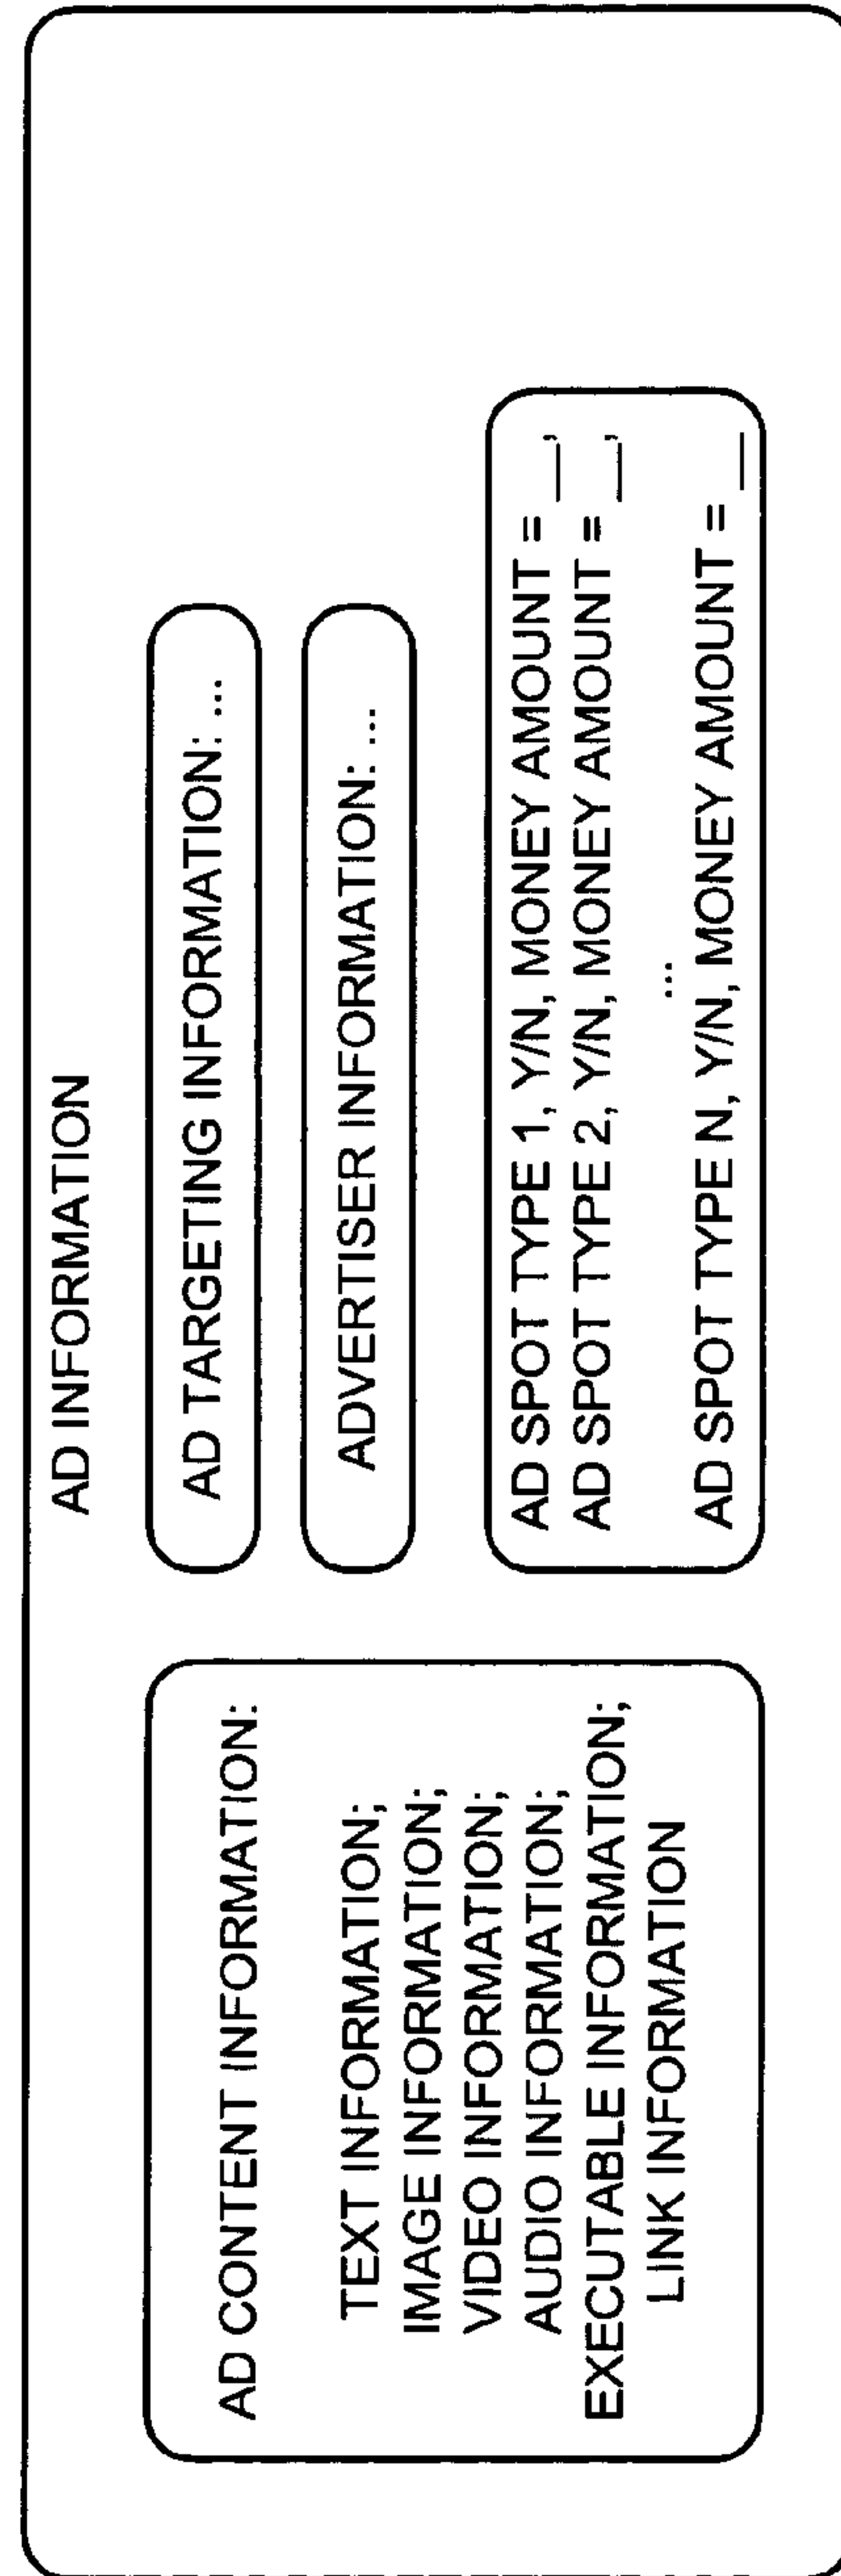 AD INFORMATION
AD CONTENT INFORMATION:
TEXT INFORMATION;
IMAGE INFORMATION;
VIDEO INFORMATION;
AUDIO INFORMATION;
EXECUTABLE INFORMATION;
LINK INFORMATION
AD TARGETING INFORMATION: ...
ADVERTISER INFORMATION: ...
AD SPOT TYPE 1, Y/N, MONEY AMOUNT = __,
AD SPOT TYPE 2, Y/N, MONEY AMOUNT = __,
...
AD SPOT TYPE N, Y/N, MONEY AMOUNT = __